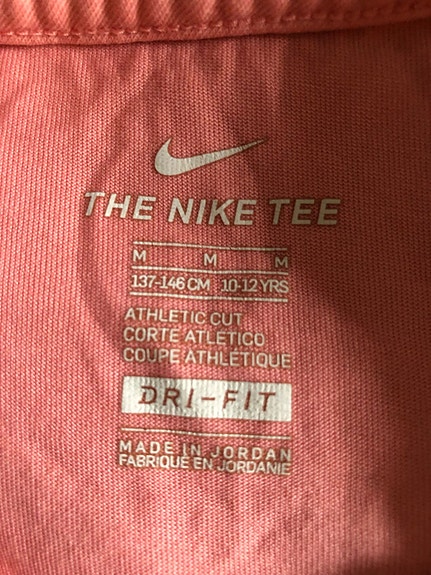 THE NIKE TEE
M M M
137-146 CM 10-12 YRS
ATHLETIC CUT
CORTE ATLÉTICO
COUPE ATHLÉTIQUE
DRI-FIT
MADE IN JORDAN
FABRIQUÉ EN JORDANIE